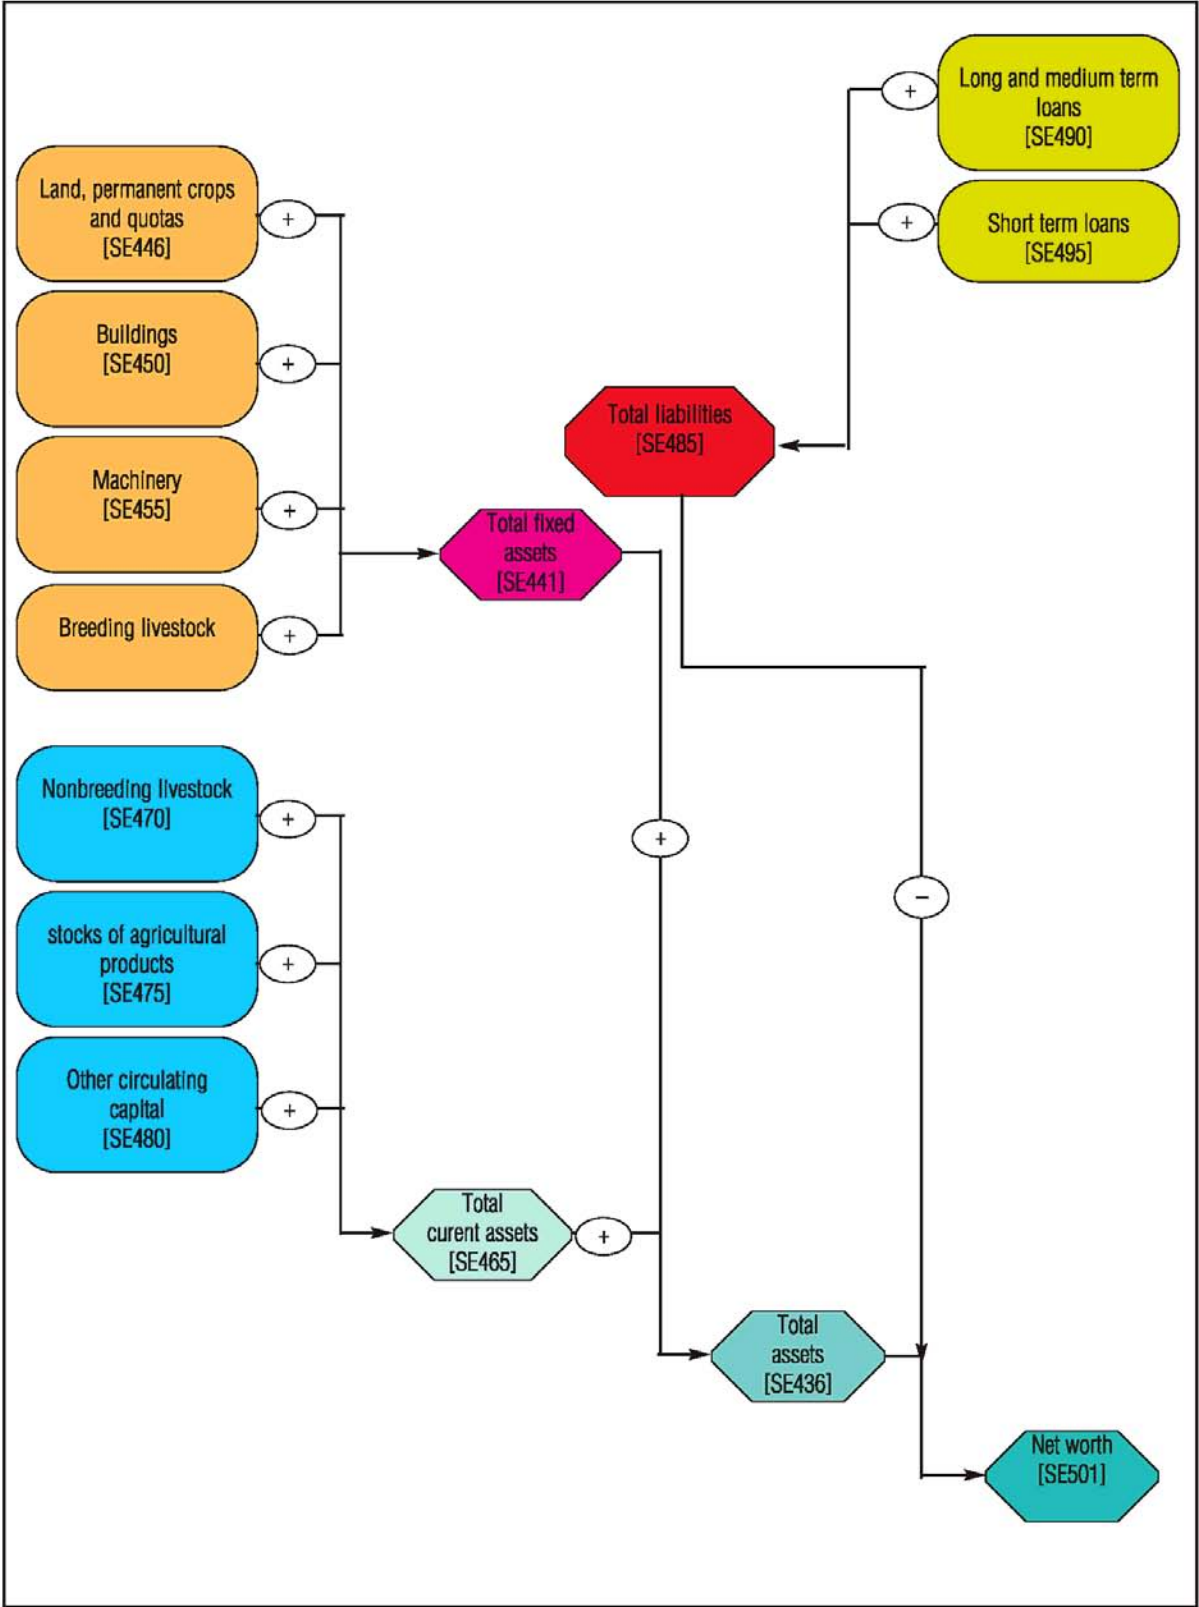 Long and medium term
loans
[SE490]
+
Land, permanent crops
and quotas
[SE446]
+
Short term loans
[SE495]
+
Buildings
[SE450]
+
Total liabilities
[SE485]
Machinery
[SE455]
+
Total fixed
assets
[SE441]
Breeding livestock
+
Nonbreeding livestock
[SE470]
+
+
−
stocks of agricultural
products
[SE475]
+
Other circulating
capital
[SE480]
+
Total
curent assets
[SE465]
+
Total
assets
[SE436]
Net worth
[SE501]